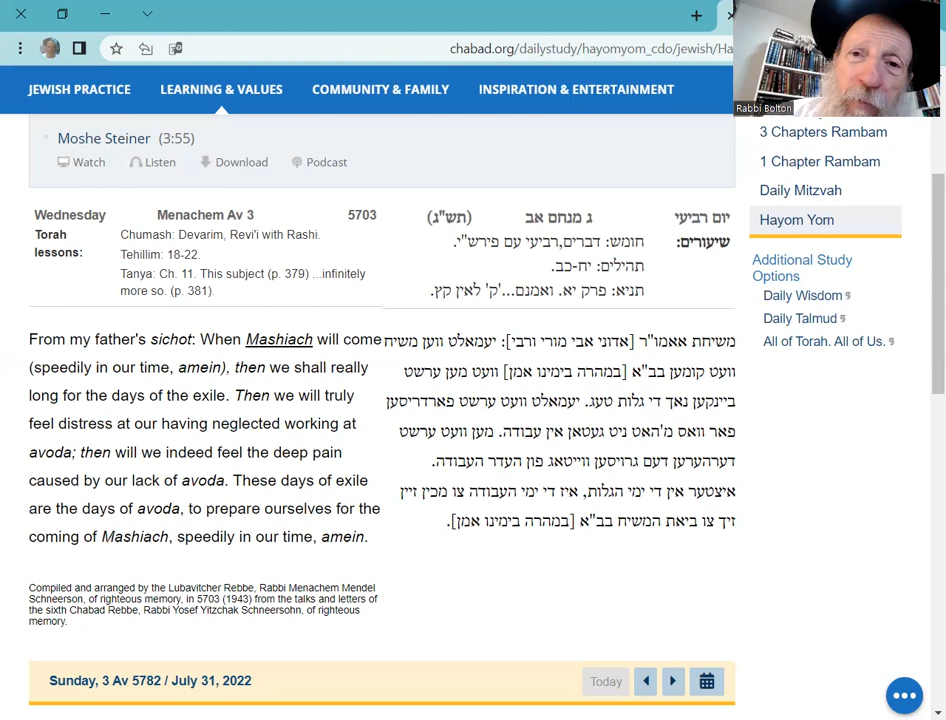 chabad.org/dailystudy/hayomyom_cdo/jewish/Ha
JEWISH PRACTICE LEARNING & VALUES COMMUNITY & FAMILY INSPIRATION & ENTERTAINMENT
Rabbi Bolton
Moshe Steiner (3:55)
Watch Listen Download Podcast
Wednesday Menachem Av 3 5703
Torah lessons:
Chumash: Devarim, Revi'i with Rashi.
Tehillim: 18-22.
Tanya: Ch. 11. This subject (p. 379) ...infinitely
more so. (p. 381).
יום רביעי ג מנחם אב (תש"ג)
שיעורים:
חומש: דברים,רביעי עם פירש"י.
תהילים: יח-כב.
תניא: פרק יא. ואמנם...'ק' לאין קץ.
From my father's sichot: When Mashiach will come
(speedily in our time, amein), then we shall really
long for the days of the exile. Then we will truly
feel distress at our having neglected working at
avoda; then will we indeed feel the deep pain
caused by our lack of avoda. These days of exile
are the days of avoda, to prepare ourselves for the
coming of Mashiach, speedily in our time, amein.
משיחת אאמו"ר [אדוני אבי מורי ורבי]: יעמאלט ווען משיח
וועט קומען בב"א [במהרה בימינו אמן] וועט מען ערשט
ביינקען נאך די גלות טעג. יעמאלט וועט ערשט פארדריסען
פאר וואס מ'האט ניט געטאן אין עבודה. מען וועט ערשט
דערהערען דעם גרויסען ווייטאג פון העדר העבודה.
איצטער אין די ימי הגלות, איז די ימי העבודה צו מכין זיין
זיך צו ביאת המשיח בב"א [במהרה בימינו אמן].
Compiled and arranged by the Lubavitcher Rebbe, Rabbi Menachem Mendel
Schneerson, of righteous memory, in 5703 (1943) from the talks and letters of
the sixth Chabad Rebbe, Rabbi Yosef Yitzchak Schneersohn, of righteous
memory.
Sunday, 3 Av 5782 / July 31, 2022 Today
3 Chapters Rambam
1 Chapter Rambam
Daily Mitzvah
Hayom Yom
Additional Study
Options
Daily Wisdom
Daily Talmud
All of Torah. All of Us.